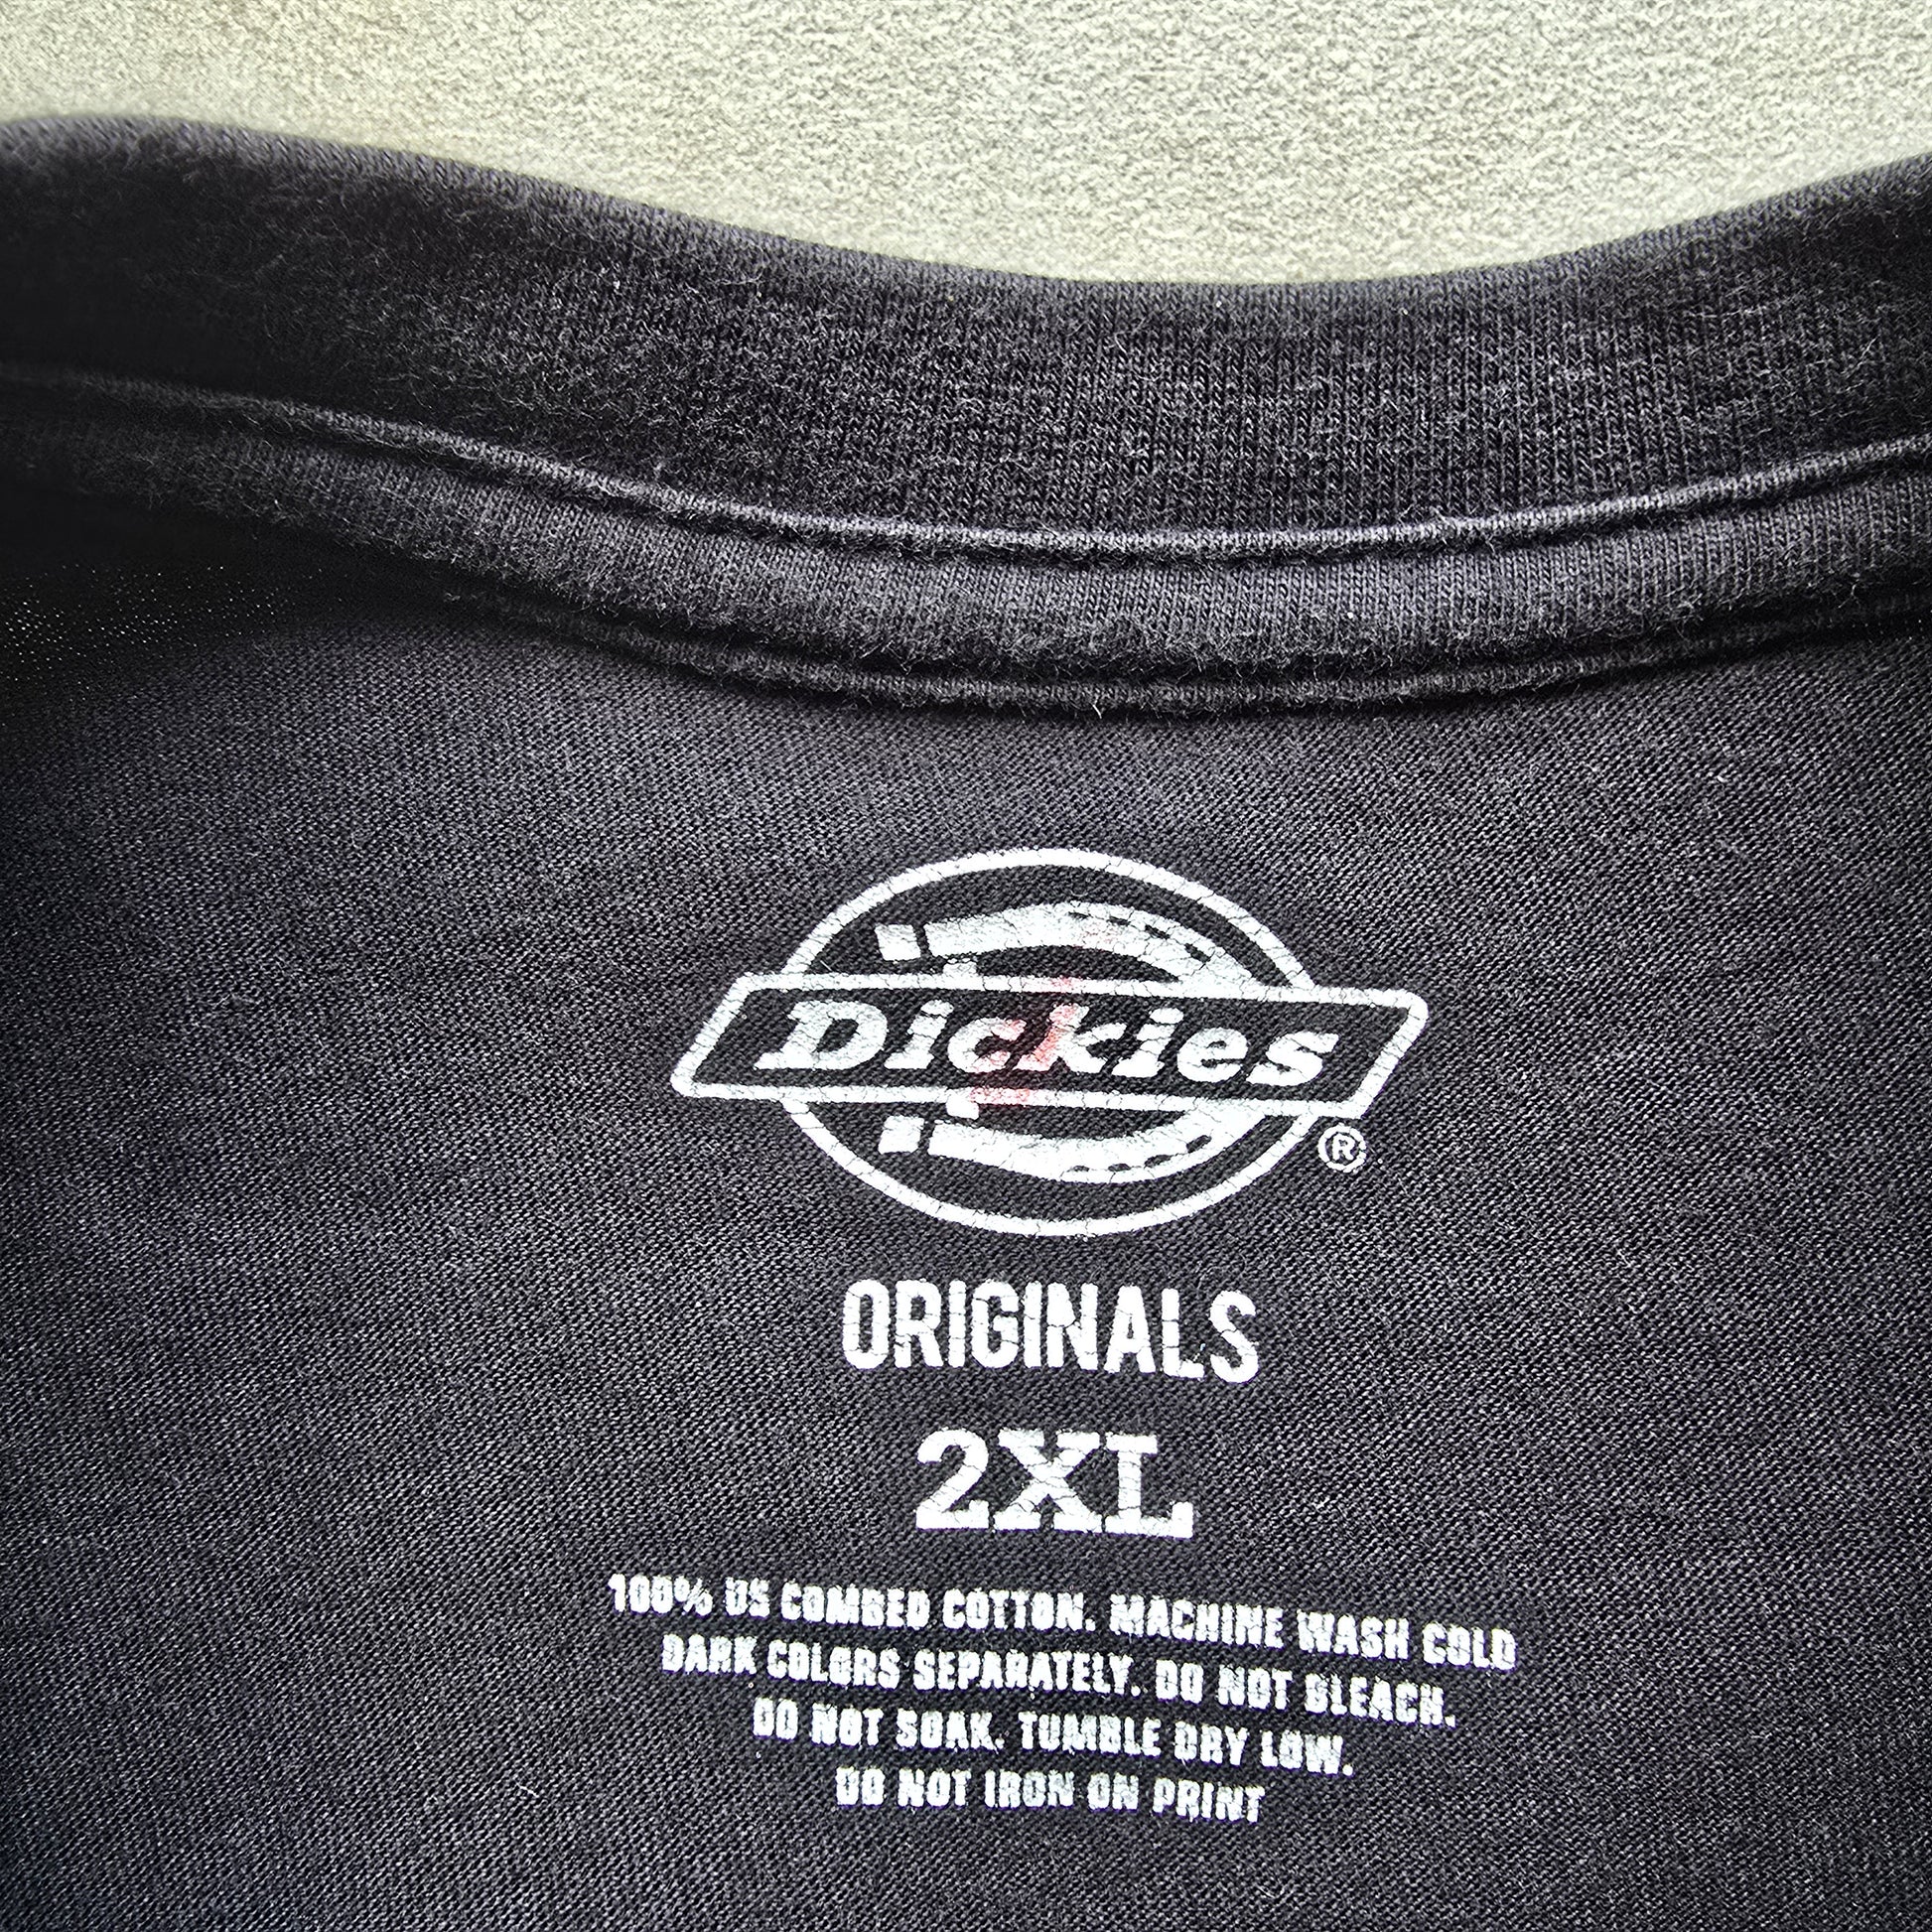 Dickies
®
ORIGINALS
2XL
100% US COMBED COTTON. MACHINE WASH COLD
DARK COLORS SEPARATELY. DO NOT BLEACH.
DO NOT SOAK. TUMBLE DRY LOW.
DO NOT IRON ON PRINT